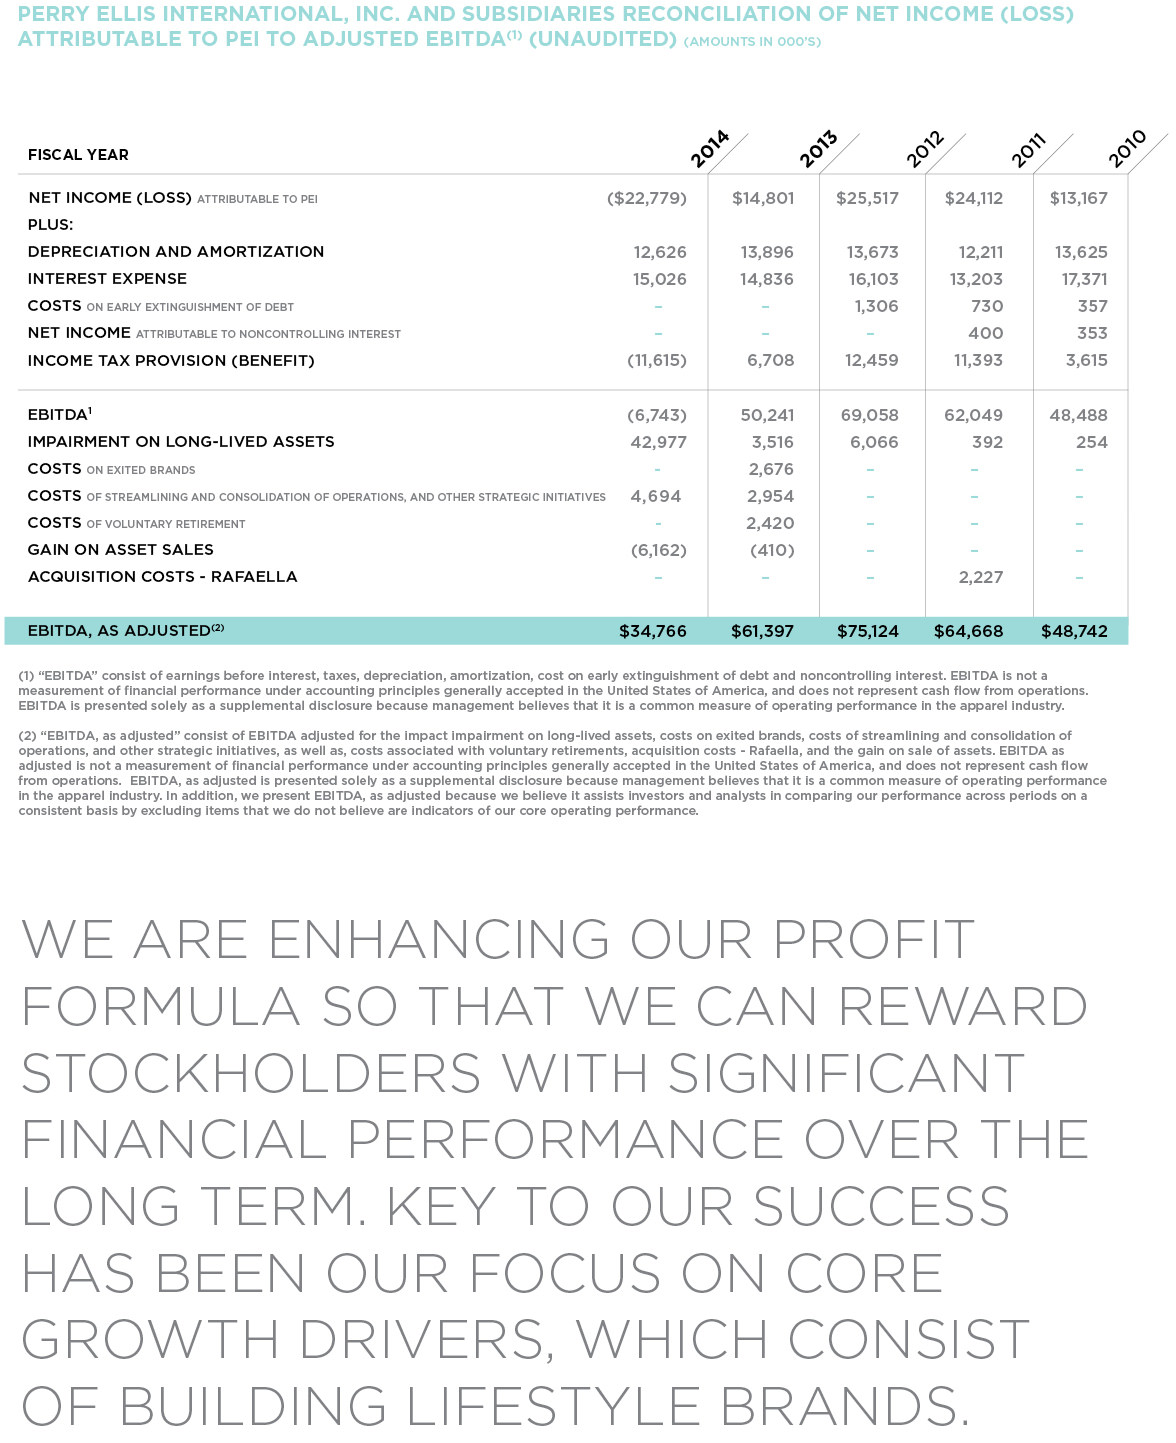 PERRY ELLIS INTERNATIONAL, INC. AND SUBSIDIARIES RECONCILIATION OF NET INCOME (LOSS)
ATTRIBUTABLE TO PEI TO ADJUSTED EBITDA(1) (UNAUDITED) (AMOUNTS IN 000'S)
FISCAL YEAR 2014 2013 2012 2011 2010
NET INCOME (LOSS) ATTRIBUTABLE TO PEI ($22,779) $14,801 $25,517 $24,112 $13,167
PLUS:
DEPRECIATION AND AMORTIZATION 12,626 13,896 13,673 12,211 13,625
INTEREST EXPENSE 15,026 14,836 16,103 13,203 17,371
COSTS ON EARLY EXTINGUISHMENT OF DEBT – – 1,306 730 357
NET INCOME ATTRIBUTABLE TO NONCONTROLLING INTEREST – – – 400 353
INCOME TAX PROVISION (BENEFIT) (11,615) 6,708 12,459 11,393 3,615
EBITDA1 (6,743) 50,241 69,058 62,049 48,488
IMPAIRMENT ON LONG-LIVED ASSETS 42,977 3,516 6,066 392 254
COSTS ON EXITED BRANDS - 2,676 – – –
COSTS OF STREAMLINING AND CONSOLIDATION OF OPERATIONS, AND OTHER STRATEGIC INITIATIVES 4,694 2,954 – – –
COSTS OF VOLUNTARY RETIREMENT - 2,420 – – –
GAIN ON ASSET SALES (6,162) (410) – – –
ACQUISITION COSTS - RAFAELLA – – – 2,227 –
EBITDA, AS ADJUSTED(2) $34,766 $61,397 $75,124 $64,668 $48,742
(1) “EBITDA” consist of earnings before interest, taxes, depreciation, amortization, cost on early extinguishment of debt and noncontrolling interest. EBITDA is not a
measurement of financial performance under accounting principles generally accepted in the United States of America, and does not represent cash flow from operations.
EBITDA is presented solely as a supplemental disclosure because management believes that it is a common measure of operating performance in the apparel industry.
(2) “EBITDA, as adjusted” consist of EBITDA adjusted for the impact impairment on long-lived assets, costs on exited brands, costs of streamlining and consolidation of
operations, and other strategic initiatives, as well as, costs associated with voluntary retirements, acquisition costs - Rafaella, and the gain on sale of assets. EBITDA as
adjusted is not a measurement of financial performance under accounting principles generally accepted in the United States of America, and does not represent cash flow
from operations. EBITDA, as adjusted is presented solely as a supplemental disclosure because management believes that it is a common measure of operating performance
in the apparel industry. In addition, we present EBITDA, as adjusted because we believe it assists investors and analysts in comparing our performance across periods on a
consistent basis by excluding items that we do not believe are indicators of our core operating performance.
WE ARE ENHANCING OUR PROFIT
FORMULA SO THAT WE CAN REWARD
STOCKHOLDERS WITH SIGNIFICANT
FINANCIAL PERFORMANCE OVER THE
LONG TERM. KEY TO OUR SUCCESS
HAS BEEN OUR FOCUS ON CORE
GROWTH DRIVERS, WHICH CONSIST
OF BUILDING LIFESTYLE BRANDS.